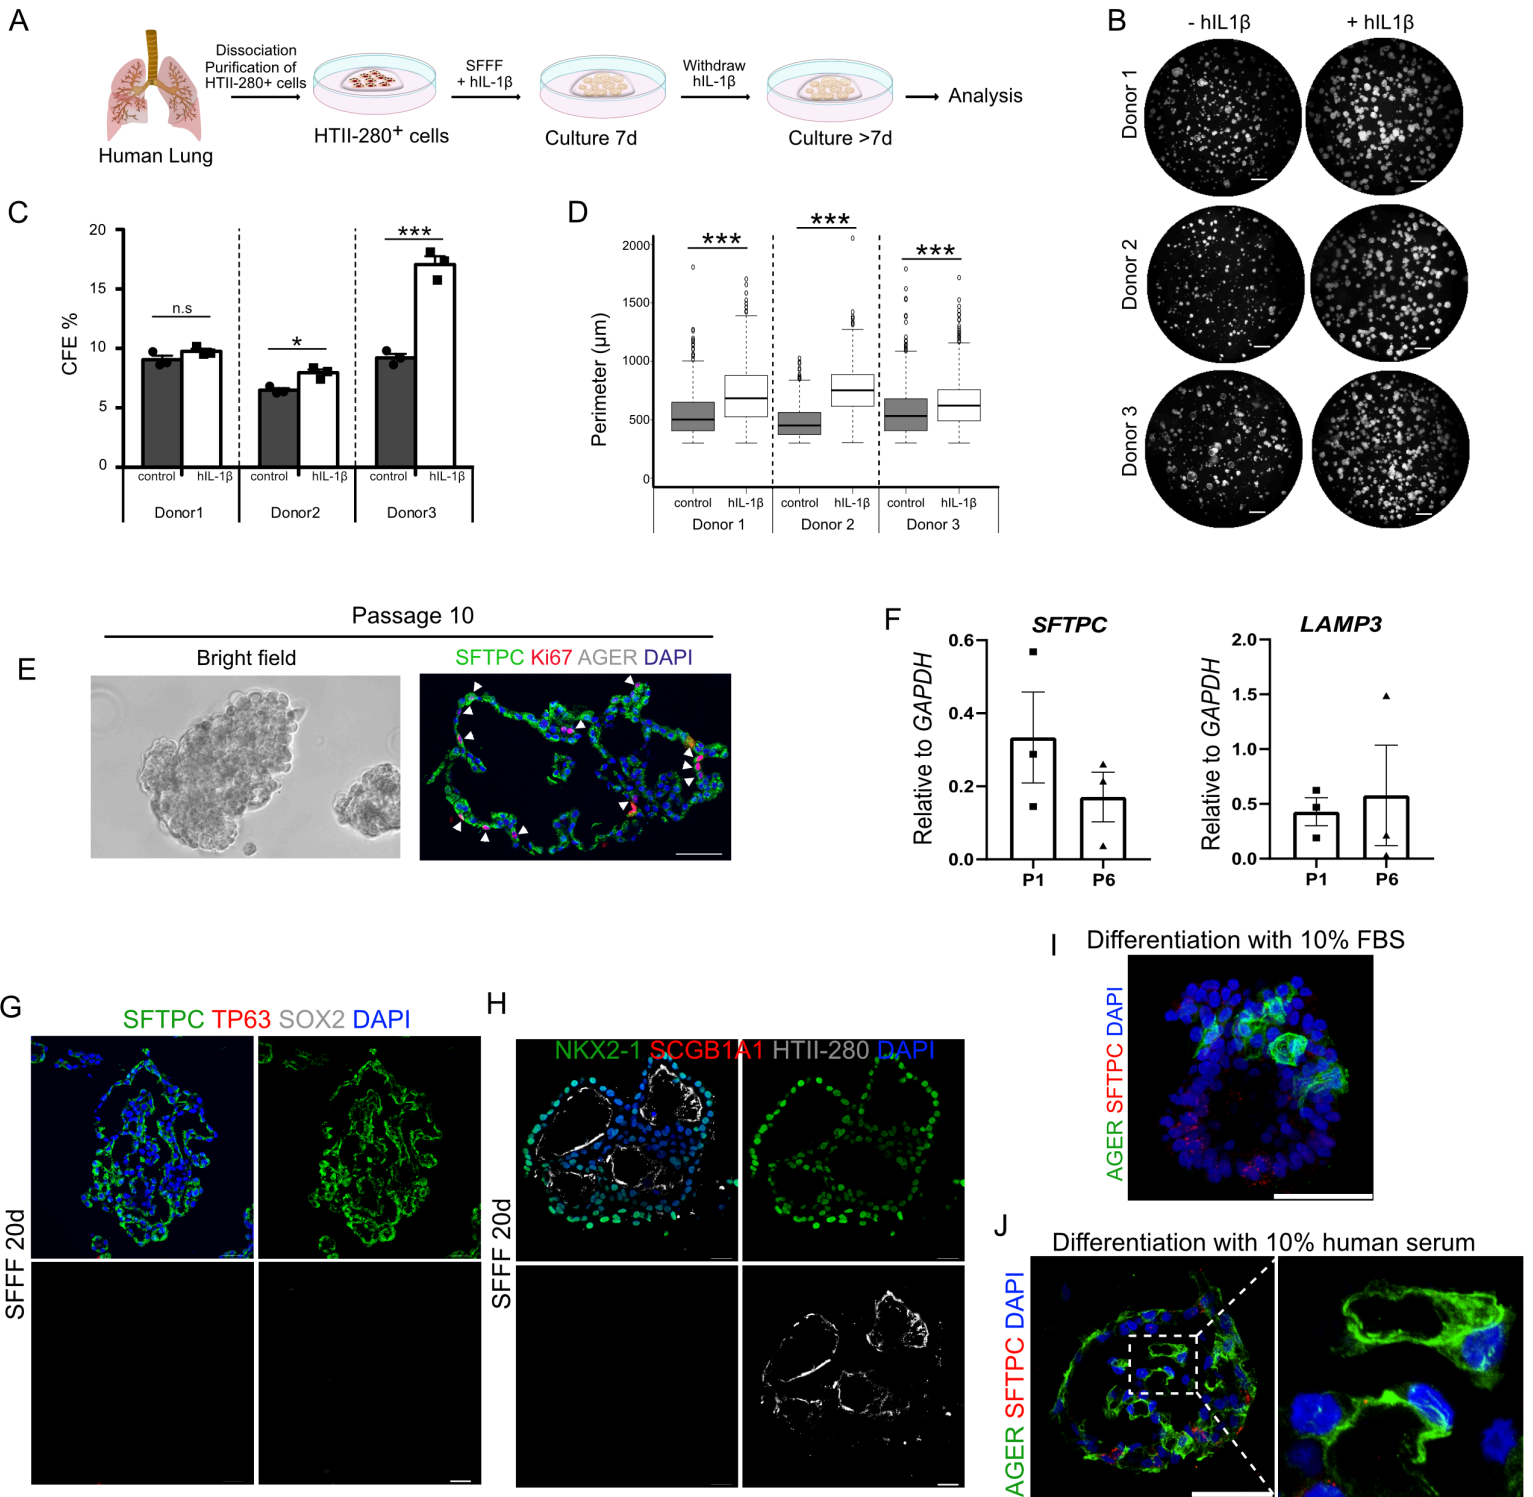 A
Dissociation
Purification of
HTII-280+ cells
SFFF
+ hIL-1β
Withdraw
hIL-1β
Analysis
Human Lung
HTII-280+ cells
Culture 7d
Culture >7d
B
- hIL1β
+ hIL1β
Donor 1
Donor 2
Donor 3
C
CFE %
20
15
10
5
0
n.s
*
***
control
hIL-1β
control
hIL-1β
control
hIL-1β
Donor1
Donor2
Donor3
D
Perimeter (μm)
2000
1500
1000
500
0
***
***
***
control
hIL-1β
control
hIL-1β
control
hIL-1β
Donor 1
Donor 2
Donor 3
Passage 10
E
Bright field
SFTPC Ki67 AGER DAPI
F
SFTPC
Relative to GAPDH
0.6
0.4
0.2
0.0
P1
P6
LAMP3
Relative to GAPDH
2.0
1.5
1.0
0.5
0.0
P1
P6
G
SFTPC TP63 SOX2 DAPI
SFFF 20d
H
NKX2-1 SCGB1A1 HTII-280 DAPI
SFFF 20d
I
Differentiation with 10% FBS
AGER SFTPC DAPI
J
Differentiation with 10% human serum
AGER SFTPC DAPI